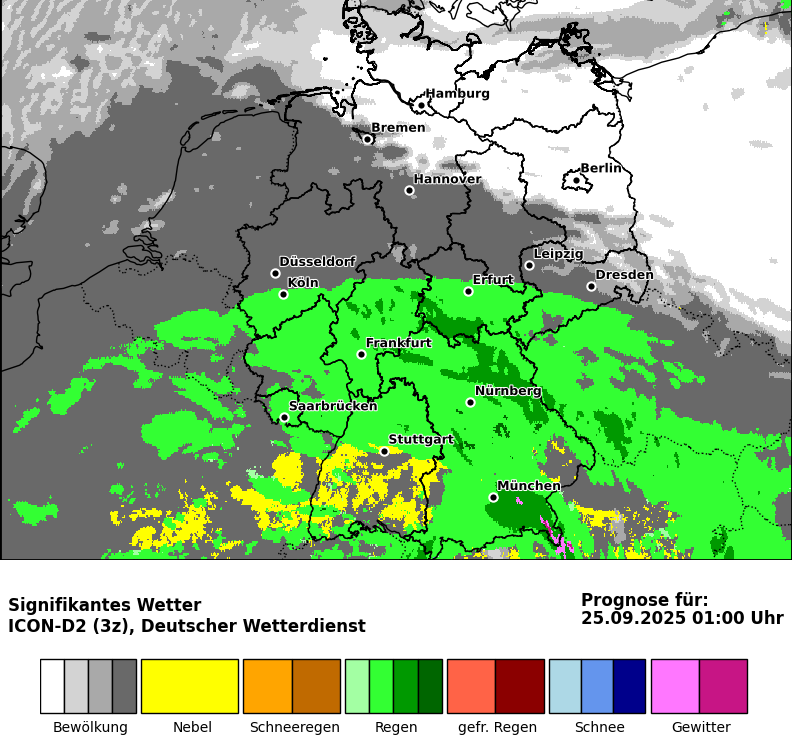 Hamburg
Bremen
Berlin
Hannover
Leipzig
Düsseldorf
Dresden
Köln
Erfurt
Frankfurt
Nürnberg
Saarbrücken
Stuttgart
München
Signifikantes Wetter
ICON-D2 (3z), Deutscher Wetterdienst
Prognose für:
25.09.2025 01:00 Uhr
Bewölkung
Nebel
Schneeregen
Regen
gefr. Regen
Schnee
Gewitter